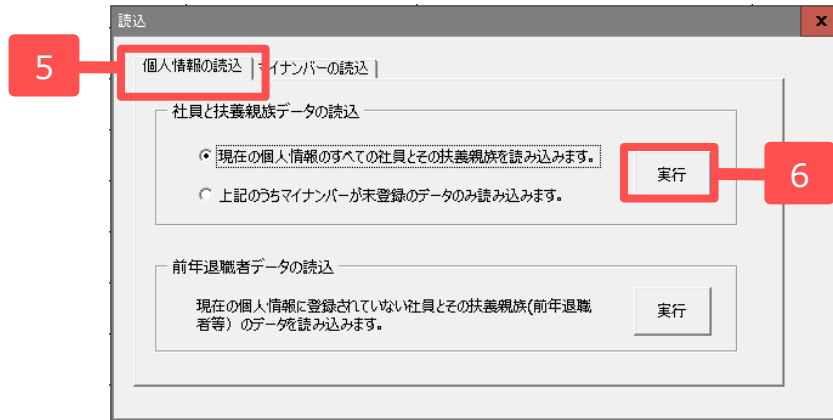 読込
x
5
個人情報の読込
マイナンバーの読込
社員と扶養親族データの読込
現在の個人情報のすべての社員とその扶養親族を読み込みます。
上記のうちマイナンバーが未登録のデータのみ読み込みます。
実行
6
前年退職者データの読込
現在の個人情報に登録されていない社員とその扶養親族(前年退職
者等）のデータを読み込みます。
実行